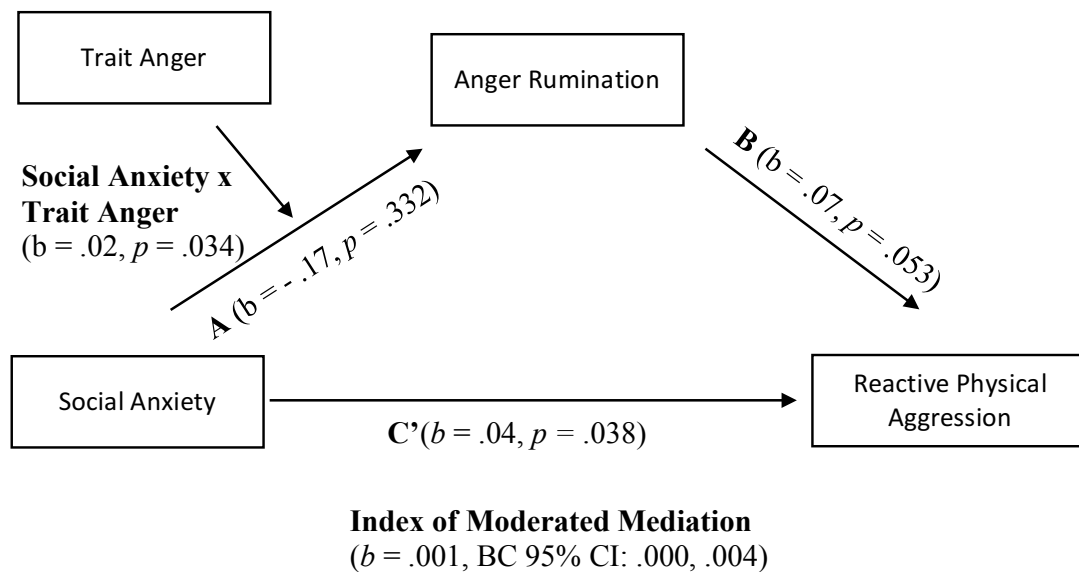 Trait Anger
Anger Rumination
Social Anxiety x
Trait Anger
(b = .02, p = .034)
A (b = - .17, p = .332)
B (b = .07, p = .053)
Social Anxiety
Reactive Physical
Aggression
C’(b = .04, p = .038)
Index of Moderated Mediation
(b = .001, BC 95% CI: .000, .004)